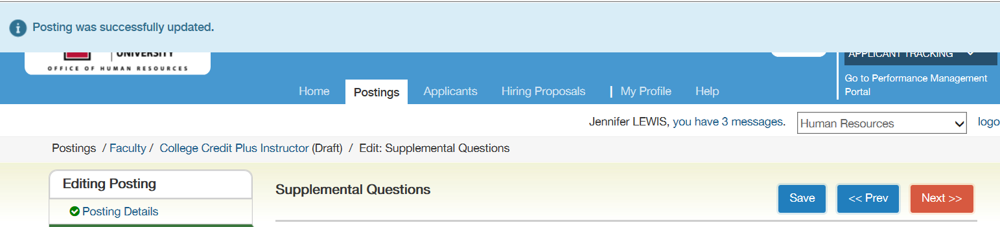 Posting was successfully updated.
UNIVERSITY
OFFICE OF HUMAN RESOURCES
APPLICANT TRACKING
Go to Performance Management
Portal
Home Postings Applicants Hiring Proposals | My Profile Help
Jennifer LEWIS, you have 3 messages. Human Resources logo
Postings / Faculty / College Credit Plus Instructor (Draft) / Edit: Supplemental Questions
Editing Posting
Supplemental Questions
Save << Prev Next >>
Posting Details